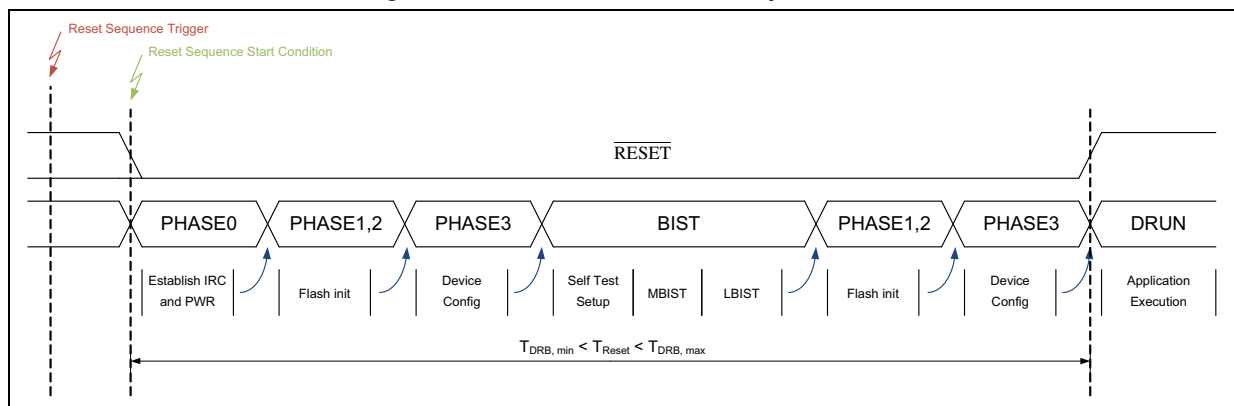 Reset Sequence Trigger
Reset Sequence Start Condition
RESET
PHASE0 PHASE1,2 PHASE3 BIST PHASE1,2 PHASE3 DRUN
Establish IRC and PWR
Flash init
Device Config
Self Test Setup
MBIST
LBIST
Flash init
Device Config
Application Execution
TDRB, min < TReset < TDRB, max